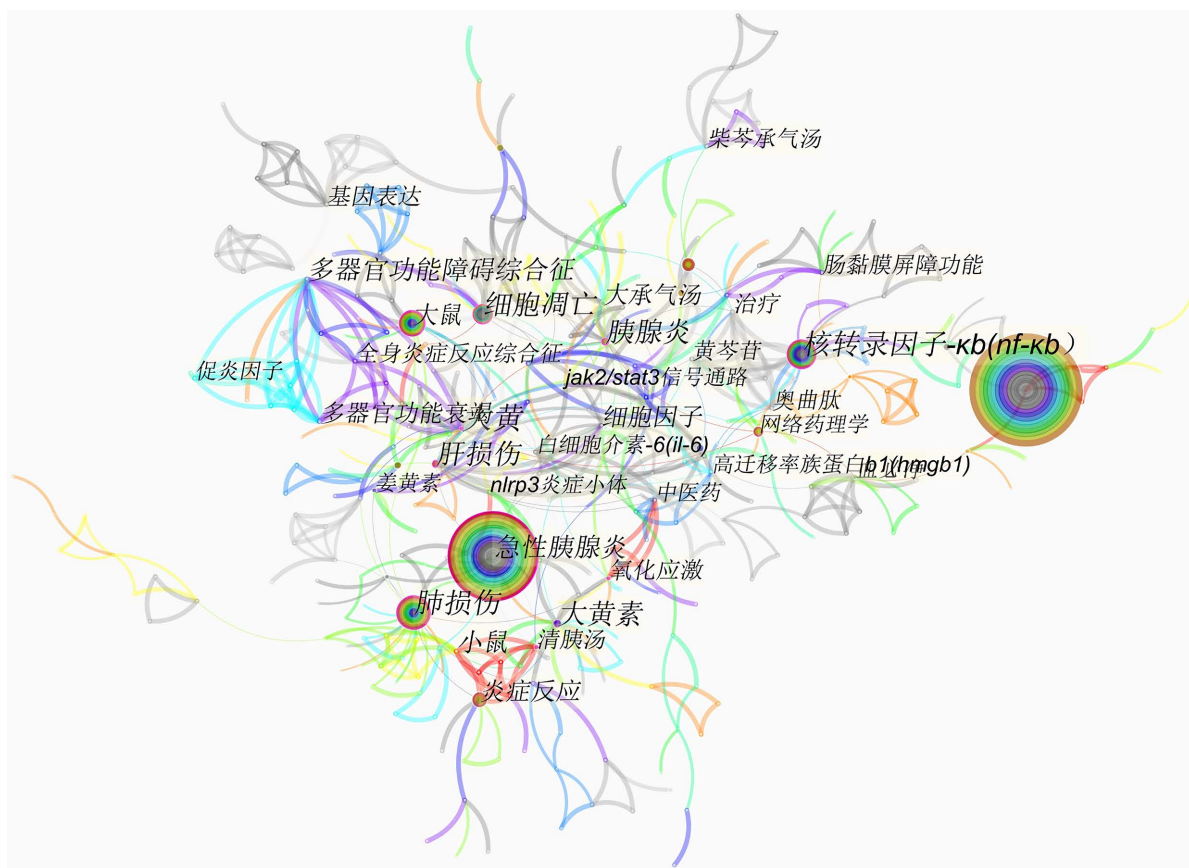 柴芩承气汤
基因表达
多器官功能障碍综合征
肠黏膜屏障功能
大鼠
细胞凋亡
大承气汤
治疗
胰腺炎
核转录因子-κb(nf-κb）
全身炎症反应综合征
黄芩苷
促炎因子
jak2/stat3信号通路
奥曲肽
多器官功能衰竭
大黄
细胞因子
网络药理学
白细胞介素-6(il-6)
肝损伤
高迁移率族蛋白b1(hmgb1)
姜黄素
nlrp3炎症小体
中医药
急性胰腺炎
氧化应激
肺损伤
大黄素
小鼠
清胰汤
炎症反应